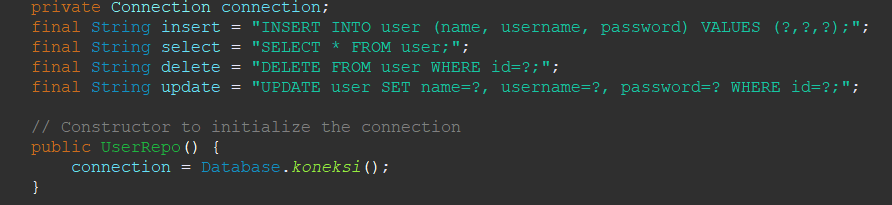 private Connection connection;
final String insert = "INSERT INTO user (name, username, password) VALUES (?,?,?);";
final String select = "SELECT * FROM user;";
final String delete = "DELETE FROM user WHERE id=?;";
final String update = "UPDATE user SET name=?, username=?, password=? WHERE id=?;";
// Constructor to initialize the connection
public UserRepo() {
connection = Database.koneksi();
}